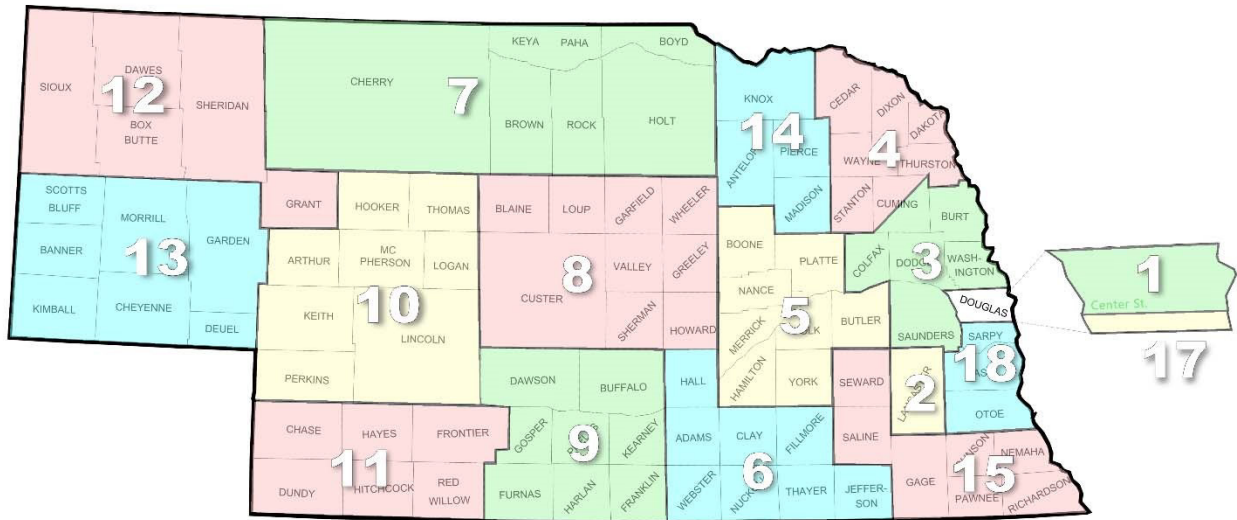 SIOUX
DAWES
BOX
BUTTE
SHERIDAN
12
CHERRY
KEYA PAHA
BOYD
BROWN
ROCK
HOLT
7
KNOX
ANTELOPE
PIERCE
MADISON
14
CEDAR
DIXON
DAKOTA
WAYNE
THURSTON
STANTON
CUMING
4
SCOTTS
BLUFF
MORRILL
GARDEN
BANNER
KIMBALL
CHEYENNE
DEUEL
13
GRANT
HOOKER
THOMAS
ARTHUR
MC
PHERSON
LOGAN
KEITH
LINCOLN
PERKINS
10
BLAINE
LOUP
GARFIELD
WHEELER
CUSTER
VALLEY
GREELEY
SHERMAN
HOWARD
8
BOONE
PLATTE
NANCE
MERRICK
BUTLER
HAMILTON
YORK
5
COLFAX
BURT
WASH-
INGTON
SAUNDERS
3
DOUGLAS
1
Center St.
17
SARPY
OTOE
18
2
CHASE
HAYES
FRONTIER
DUNDY
HITCHCOCK
RED
WILLOW
11
DAWSON
BUFFALO
GOSPER
KEARNEY
FURNAS
HARLAN
FRANKLIN
9
HALL
ADAMS
CLAY
FILLMORE
WEBSTER
THAYER
JEFFER-
SON
6
SEWARD
SALINE
GAGE
PAWNEE
NEMAHA
RICHARDSON
15